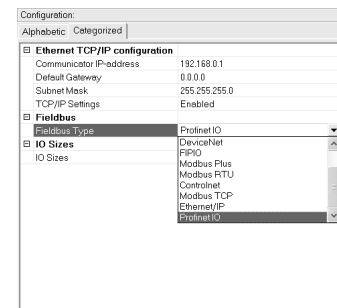 Configuration:
Alphabetic Categorized
Ethernet TCP/IP configuration
Communicator IP-address 192.168.0.1
Default Gateway 0.0.0.0
Subnet Mask 255.255.255.0
TCP/IP Settings Enabled
Fieldbus
Fieldbus Type Profinet IO
IO Sizes
IO Sizes
DeviceNet
FIPIO
Modbus Plus
Modbus RTU
Controlnet
Modbus TCP
Ethernet/IP
Profinet IO